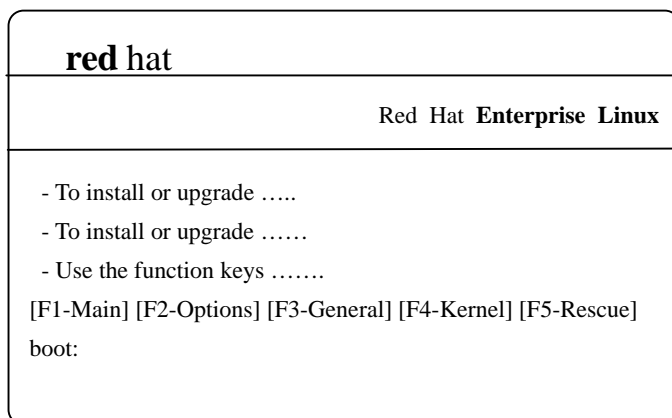 red hat
Red Hat Enterprise Linux
- To install or upgrade …..
- To install or upgrade ……
- Use the function keys …….
[F1-Main] [F2-Options] [F3-General] [F4-Kernel] [F5-Rescue]
boot: